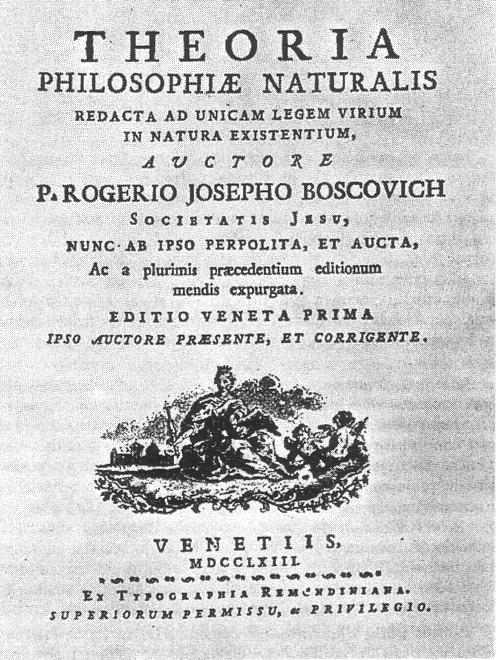 THEORIA
PHILOSOPHIÆ NATURALIS
REDACTA AD UNICAM LEGEM VIRIUM
IN NATURA EXISTENTIUM,
AUCTORE
P. ROGERIO JOSEPHO BOSCOVICH
SOCIETATIS JESU,
NUNC AB IPSO PERPOLITA, ET AUCTA,
Ac a plurimis præcedentium editionum
mendis expurgata.
EDITIO VENETA PRIMA
IPSO AUCTORE PRÆSENTE, ET CORRIGENTE.
VENETIIS,
MDCCLXIII.
EX TYPOGRAPHIA REMONDINIANA.
SUPERIORUM PERMISSU, ac PRIVILEGIO.